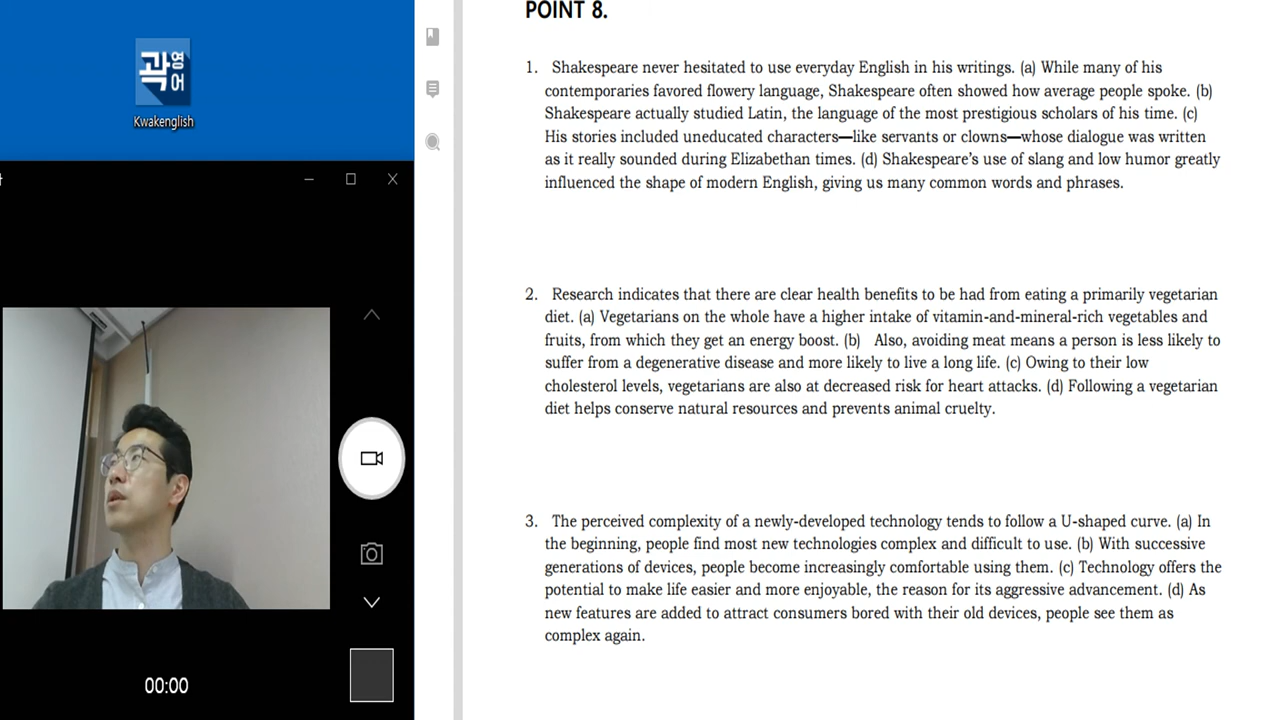 곽영어
Kwakenglish
00:00
POINT 8.
1. Shakespeare never hesitated to use everyday English in his writings. (a) While many of his
contemporaries favored flowery language, Shakespeare often showed how average people spoke. (b)
Shakespeare actually studied Latin, the language of the most prestigious scholars of his time. (c)
His stories included uneducated characters—like servants or clowns—whose dialogue was written
as it really sounded during Elizabethan times. (d) Shakespeare's use of slang and low humor greatly
influenced the shape of modern English, giving us many common words and phrases.
2. Research indicates that there are clear health benefits to be had from eating a primarily vegetarian
diet. (a) Vegetarians on the whole have a higher intake of vitamin-and-mineral-rich vegetables and
fruits, from which they get an energy boost. (b) Also, avoiding meat means a person is less likely to
suffer from a degenerative disease and more likely to live a long life. (c) Owing to their low
cholesterol levels, vegetarians are also at decreased risk for heart attacks. (d) Following a vegetarian
diet helps conserve natural resources and prevents animal cruelty.
3. The perceived complexity of a newly-developed technology tends to follow a U-shaped curve. (a) In
the beginning, people find most new technologies complex and difficult to use. (b) With successive
generations of devices, people become increasingly comfortable using them. (c) Technology offers the
potential to make life easier and more enjoyable, the reason for its aggressive advancement. (d) As
new features are added to attract consumers bored with their old devices, people see them as
complex again.